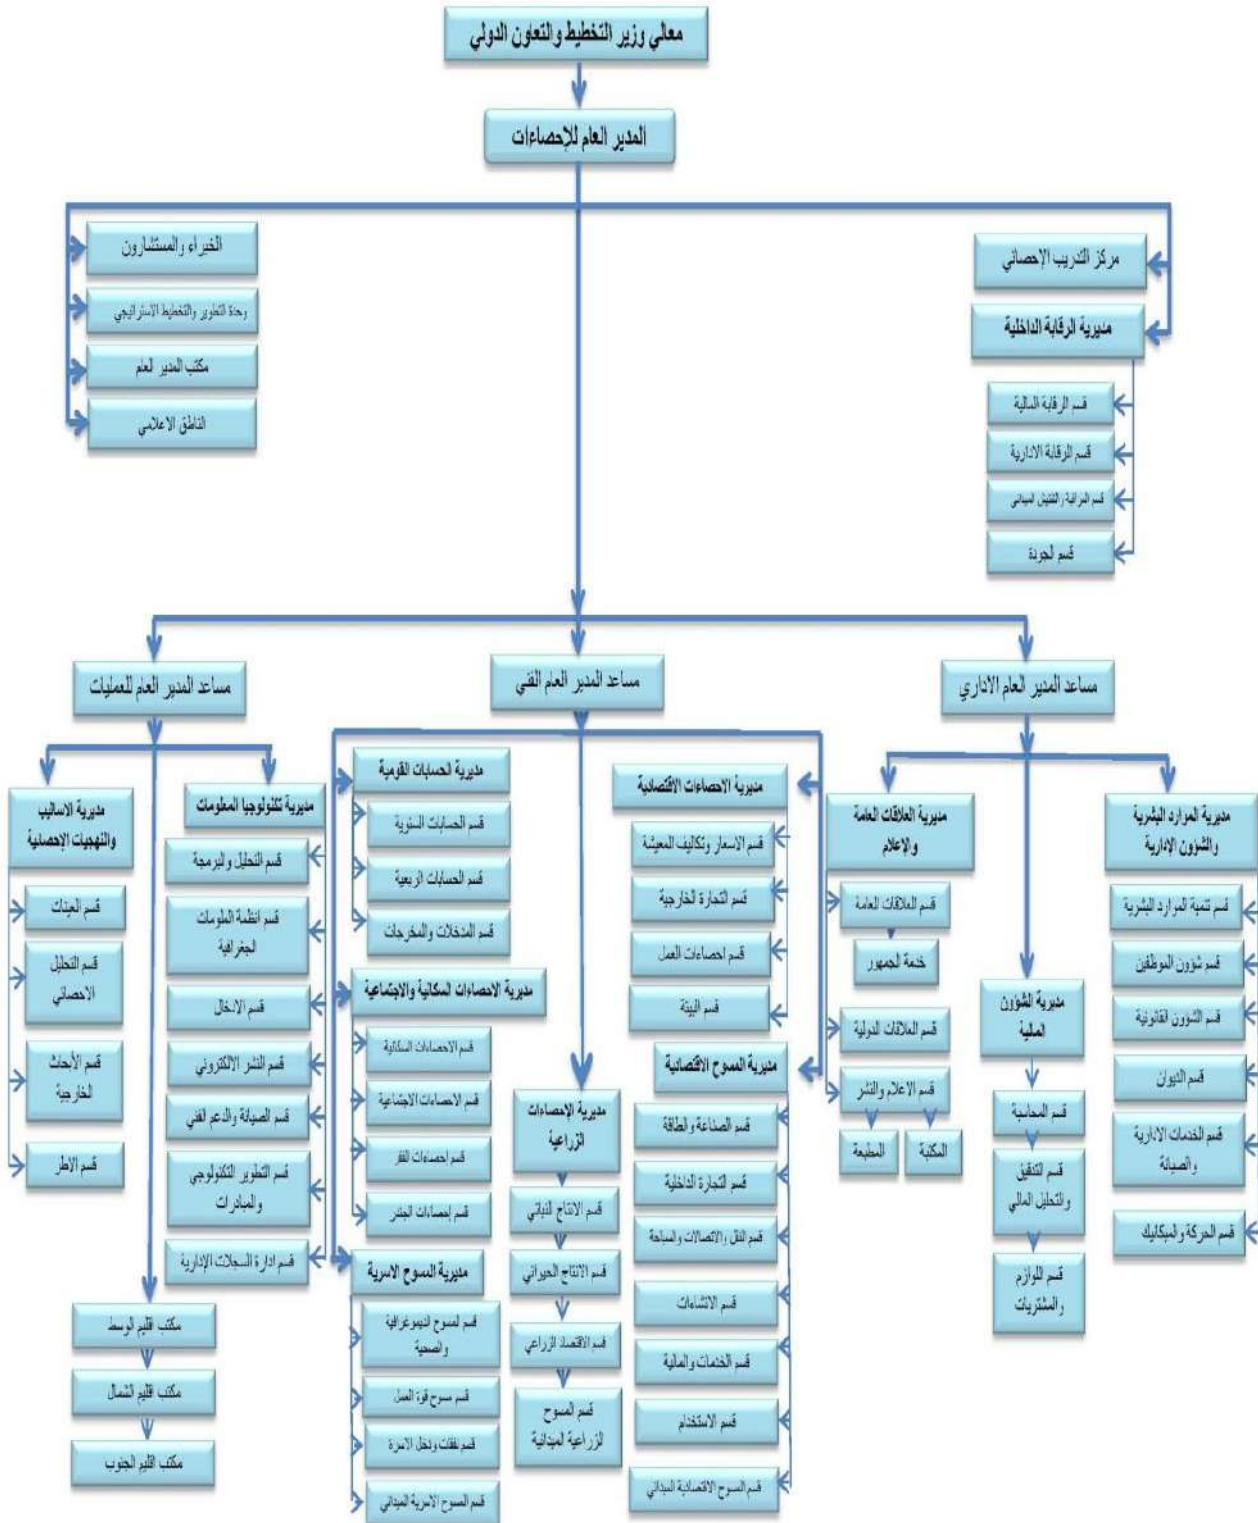 معالي وزير التخطيط والتعاون الدولي
المدير العام للإحصاءات
مركز التدريب الإحصائي
مديرية الرقابة الداخلية
قسم الرقابة المالية
قسم الرقابة الادارية
قسم المراقبة والتفتيش الميداني
قسم الجودة
الخبراء والمستشارون
وحدة التطوير والتخطيط الاستراتيجي
مكتب المدير العام
الناطق الاعلامي
مساعد المدير العام الاداري
مديرية الموارد البشرية
والشؤون الإدارية
قسم تنمية الموارد البشرية
قسم شؤون الموظفين
قسم الشؤون القانونية
قسم الديوان
قسم الخدمات الادارية
والصيانة
قسم الحركة والميكانيك
مديرية الشؤون
المالية
قسم المحاسبة
قسم التدقيق
والتحليل المالي
قسم اللوازم
والمشتريات
مديرية العلاقات العامة
والإعلام
قسم العلاقات العامة
خدمة الجمهور
قسم العلاقات الدولية
قسم الاعلام والنشر
المكتبة
المطبعة
مساعد المدير العام الفني
مديرية الاحصاءات الاقتصادية
قسم الاسعار وتكاليف المعيشة
قسم التجارة الخارجية
قسم احصاءات العمل
قسم البيئة
مديرية المسوح الاقتصادية
قسم الصناعة والطاقة
قسم التجارة الداخلية
قسم النقل والاتصالات والسياحة
قسم الانشاءات
قسم الخدمات والمالية
قسم الاستخدام
قسم المسوح الاقتصادية الميداني
مديرية الإحصاءات
الزراعية
قسم الانتاج النباتي
قسم الانتاج الحيواني
قسم الاقتصاد الزراعي
قسم المسوح
الزراعية الميدانية
مديرية الحسابات القومية
قسم الحسابات السنوية
قسم الحسابات الربعية
قسم المدخلات والمخرجات
مديرية الاحصاءات السكانية والاجتماعية
قسم الاحصاءات السكانية
قسم الاحصاءات الاجتماعية
قسم احصاءات الفقر
قسم إحصاءات الجندر
مديرية المسوح الاسرية
قسم لمسوح الديموغرافية
والصحية
قسم مسوح قوة العمل
قسم نفقات ودخل الاسرة
قسم المسوح الاسرية الميداني
مساعد المدير العام للعمليات
مديرية تكنولوجيا المعلومات
قسم التحليل والبرمجة
قسم انظمة الملومات
الجغرافية
قسم الادخال
قسم النشر الالكتروني
قسم الصيانة والدعم الفني
قسم التطوير التكنولوجي
والمبادرات
قسم ادارة السجلات الإدارية
مديرية الاساليب
والنهجيات الإحصائية
قسم العينات
قسم التحليل
الاحصائي
قسم الأبحاث
الخارجية
قسم الاطر
مكتب اقليم الوسط
مكتب اقليم الشمال
مكتب اقليم الجنوب